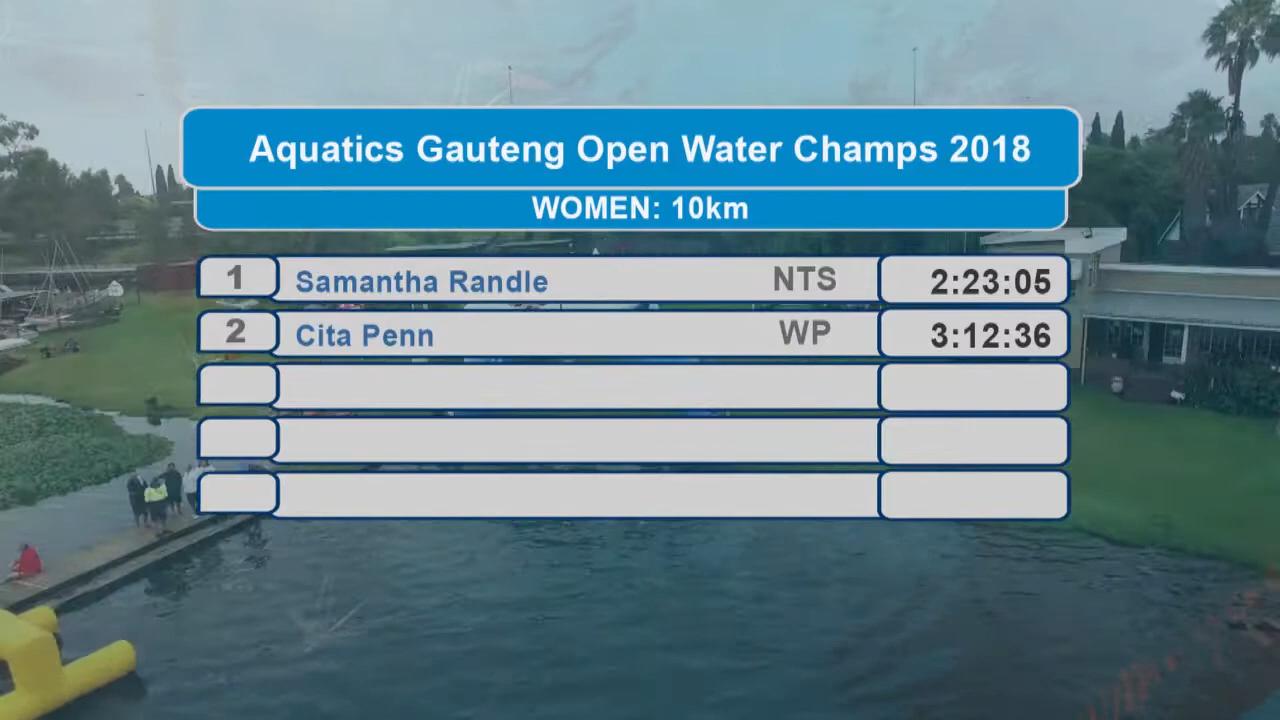 Aquatics Gauteng Open Water Champs 2018
WOMEN: 10km
1 Samantha Randle NTS 2:23:05
2 Cita Penn WP 3:12:36